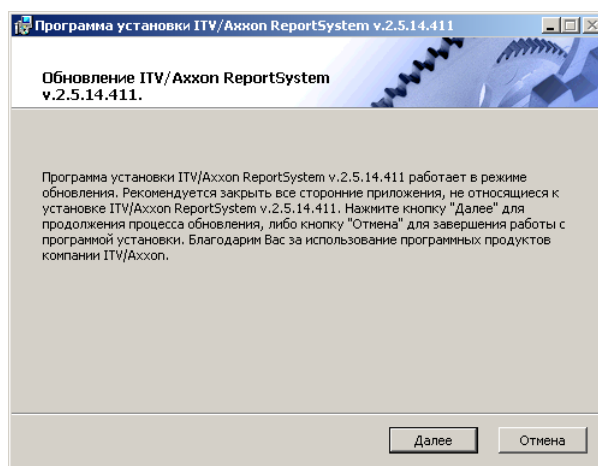 Программа установки ITV/Axxon ReportSystem v.2.5.14.411
Обновление ITV/Axxon ReportSystem
v.2.5.14.411.
Программа установки ITV/Axxon ReportSystem v.2.5.14.411 работает в режиме
обновления. Рекомендуется закрыть все сторонние приложения, не относящиеся к
установке ITV/Axxon ReportSystem v.2.5.14.411. Нажмите кнопку "Далее" для
продолжения процесса обновления, либо кнопку "Отмена" для завершения работы с
программой установки. Благодарим Вас за использование программных продуктов
компании ITV/Axxon.
Далее
Отмена